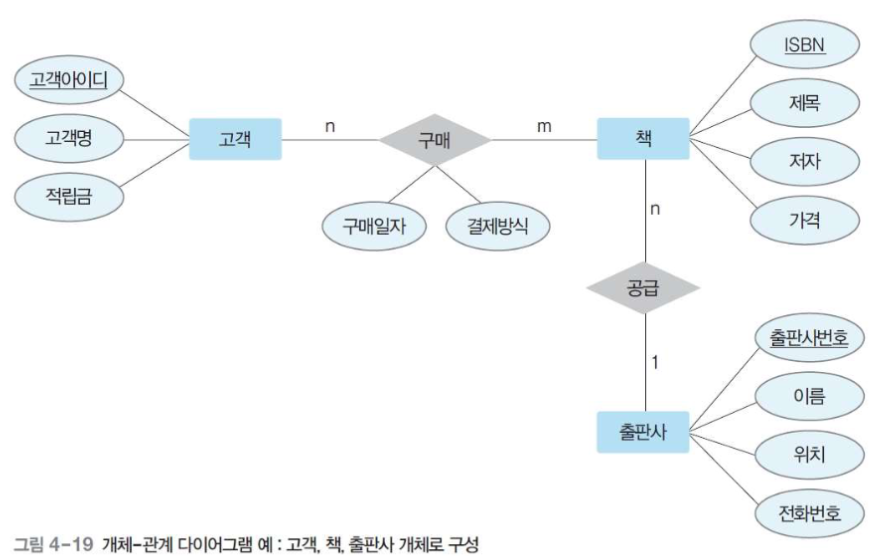 고객아이디
고객명
적립금
고객
n
구매
m
구매일자
결제방식
책
ISBN
제목
저자
가격
n
공급
1
출판사
출판사번호
이름
위치
전화번호
그림 4-19 개체-관계 다이어그램 예 : 고객, 책, 출판사 개체로 구성